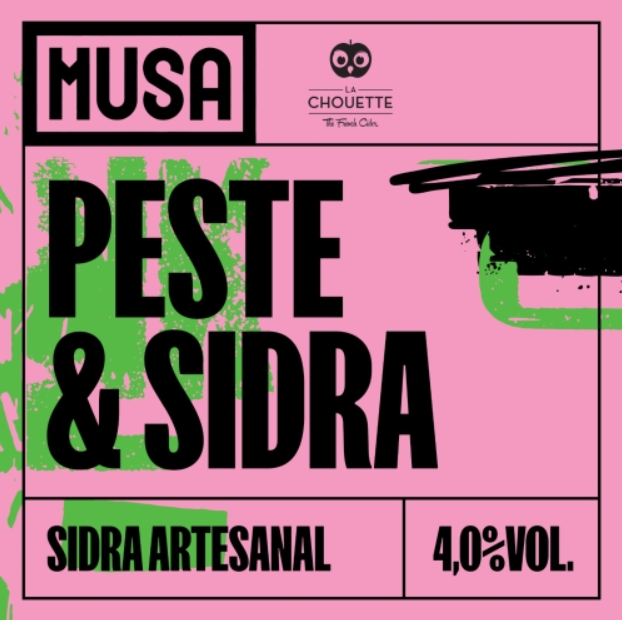 MUSA
LA
CHOUETTE
The French Cider
PESTE
& SIDRA
SIDRA ARTESANAL
4,0%VOL.